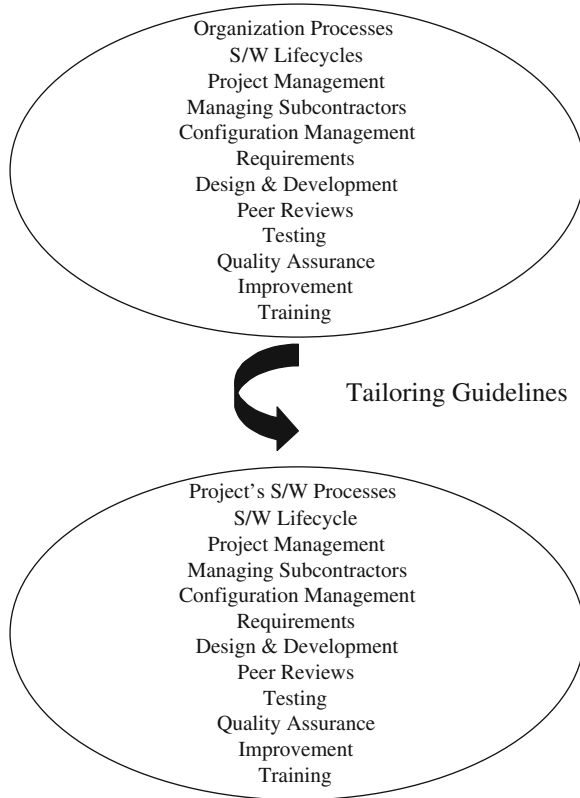 Organization Processes
S/W Lifecycles
Project Management
Managing Subcontractors
Configuration Management
Requirements
Design & Development
Peer Reviews
Testing
Quality Assurance
Improvement
Training
Tailoring Guidelines
Project's S/W Processes
S/W Lifecycle
Project Management
Managing Subcontractors
Configuration Management
Requirements
Design & Development
Peer Reviews
Testing
Quality Assurance
Improvement
Training